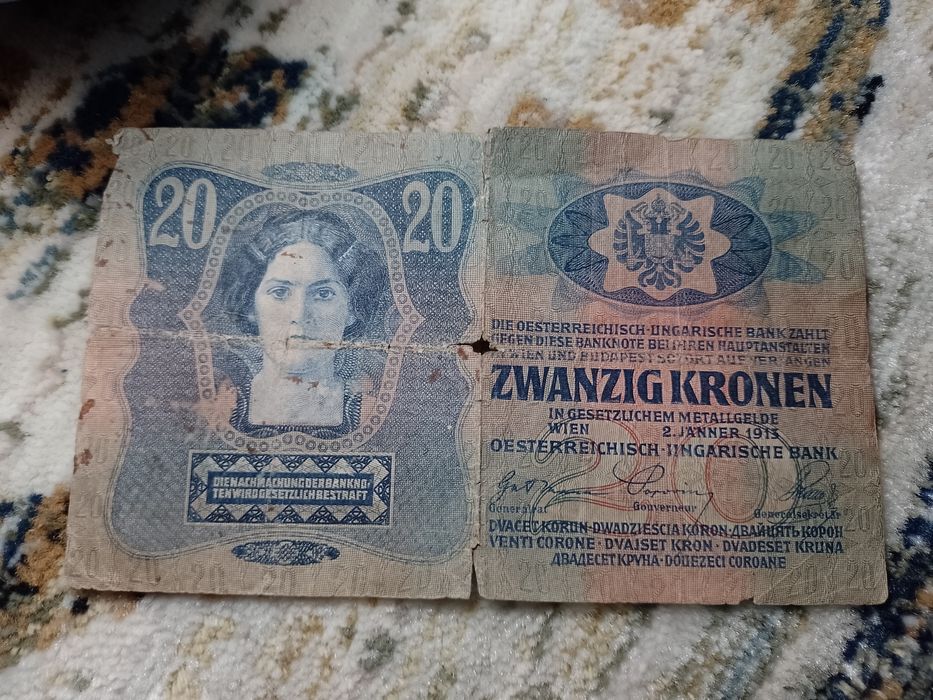 20
20
DIE NACHMACHUNG DER BANKNO-
TEN WIRD GESETZLICH BESTRAFT
DIE OESTERREICHISCH-UNGARISCHE BANK ZAHLT
GEGEN DIESE BANKNOTE BEI IHREN HAUPTANSTALTEN
IN WIEN UND BUDAPEST SOFORT AUF VERLANGEN
ZWANZIG KRONEN
IN GESETZLICHEM METALLGELDE
WIEN 2. JÄNNER 1913
OESTERREICHISCH-UNGARISCHE BANK
Generalrat Gouverneur Generalsekretär
DVACET KORUN·DWADZIEŚCIA KORON·ДВАЙЦЯТЬ КОРОН
VENTI CORONE·DVAJSET KRON·DVADESET KRUNA
ДВАДЕСЕТ КРУНА·DOUEZECI COROANE
20